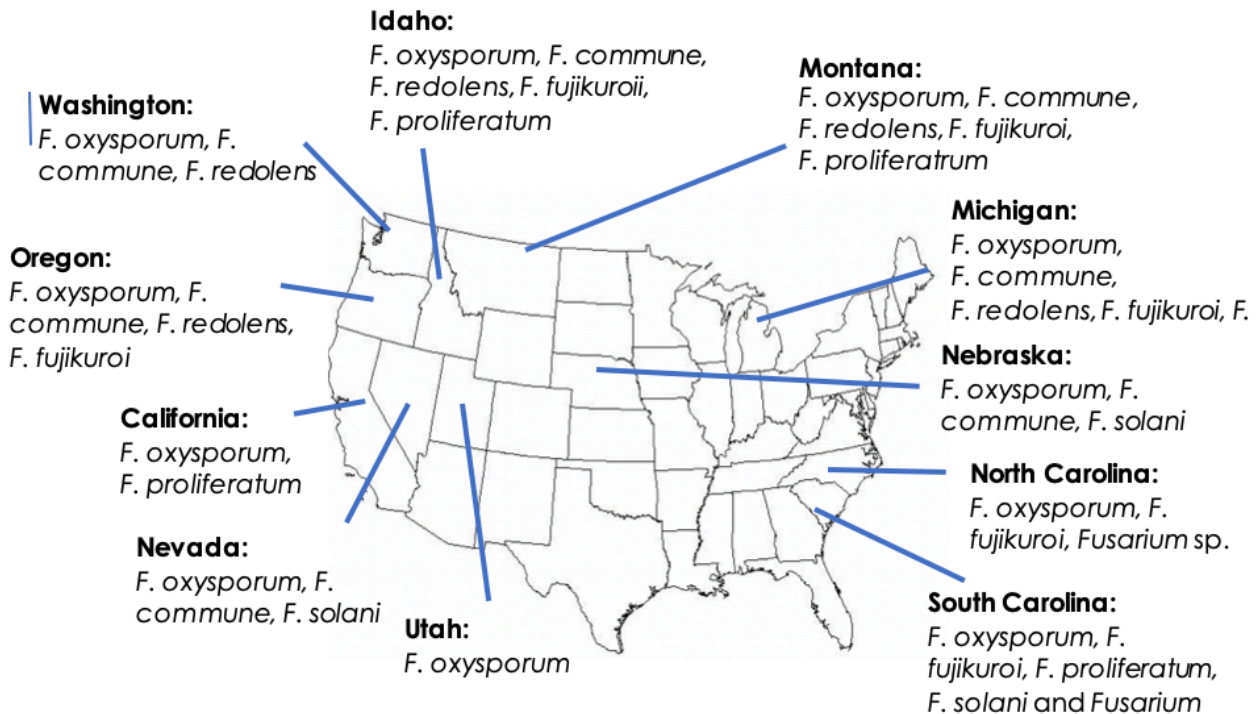 Idaho:
F. oxysporum, F. commune,
F. redolens, F. fujikuroii,
F. proliferatum
Montana:
F. oxysporum, F. commune,
F. redolens, F. fujikuroi,
F. proliferatrum
Washington:
F. oxysporum, F.
commune, F. redolens
Michigan:
F. oxysporum,
F. commune,
F. redolens, F. fujikuroi, F.
Oregon:
F. oxysporum, F.
commune, F. redolens,
F. fujikuroi
Nebraska:
F. oxysporum, F.
commune, F. solani
California:
F. oxysporum,
F. proliferatum
North Carolina:
F. oxysporum, F.
fujikuroi, Fusarium sp.
Nevada:
F. oxysporum, F.
commune, F. solani
Utah:
F. oxysporum
South Carolina:
F. oxysporum, F.
fujikuroi, F. proliferatum,
F. solani and Fusarium